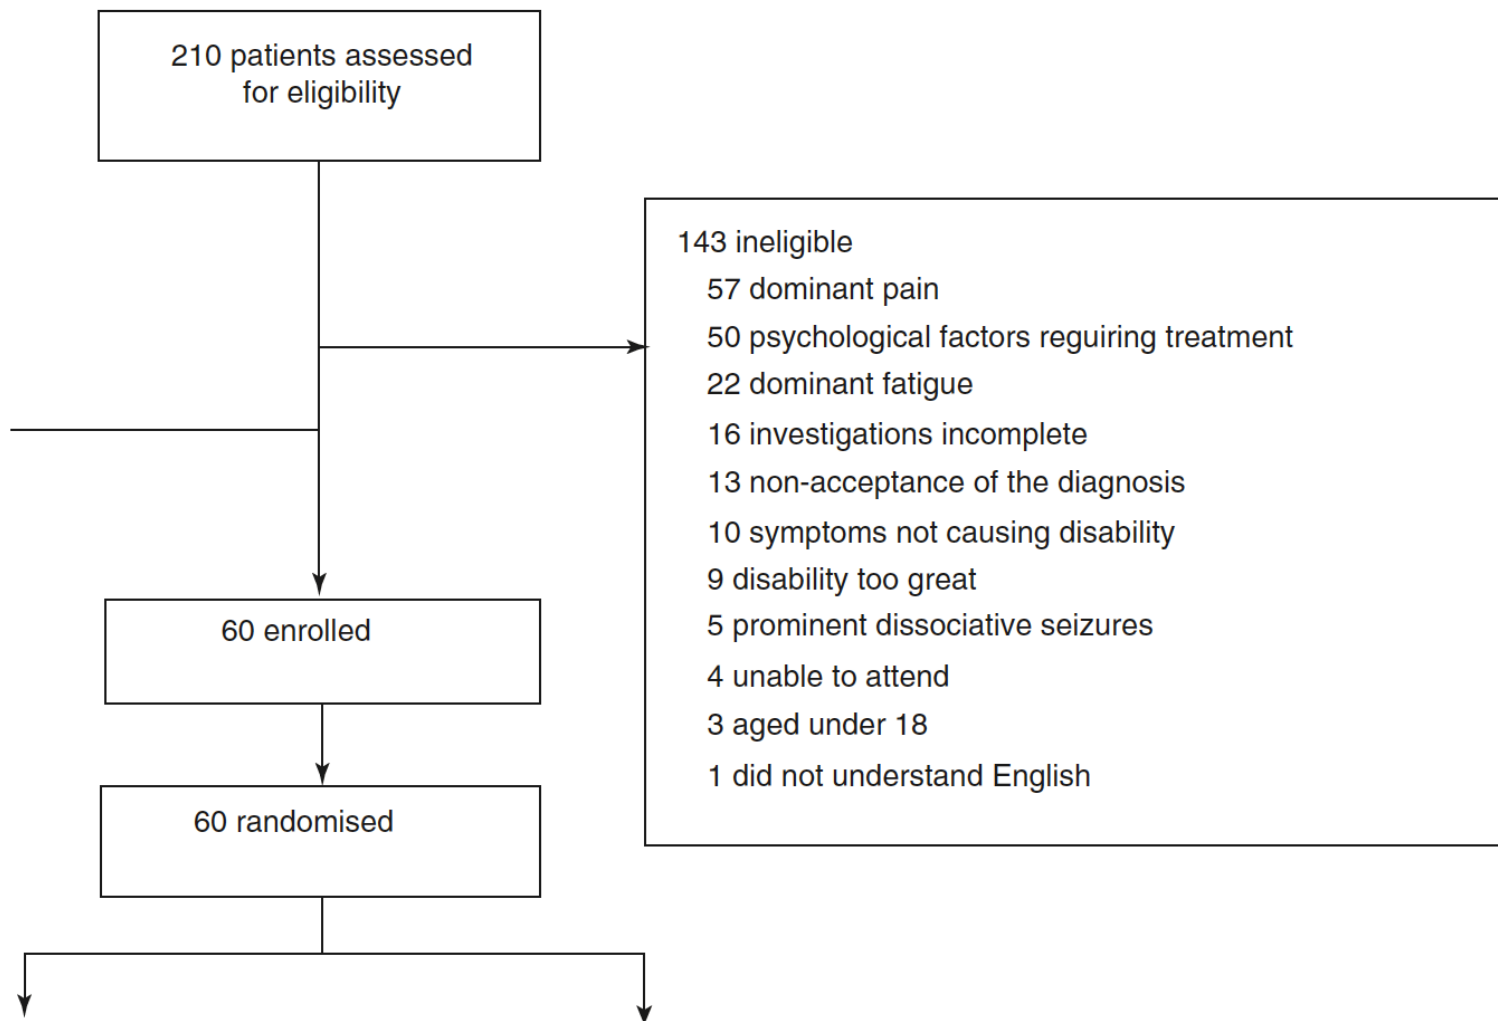 210 patients assessed
for eligibility
143 ineligible
57 dominant pain
50 psychological factors reguiring treatment
22 dominant fatigue
16 investigations incomplete
13 non-acceptance of the diagnosis
10 symptoms not causing disability
9 disability too great
5 prominent dissociative seizures
4 unable to attend
3 aged under 18
1 did not understand English
60 enrolled
60 randomised